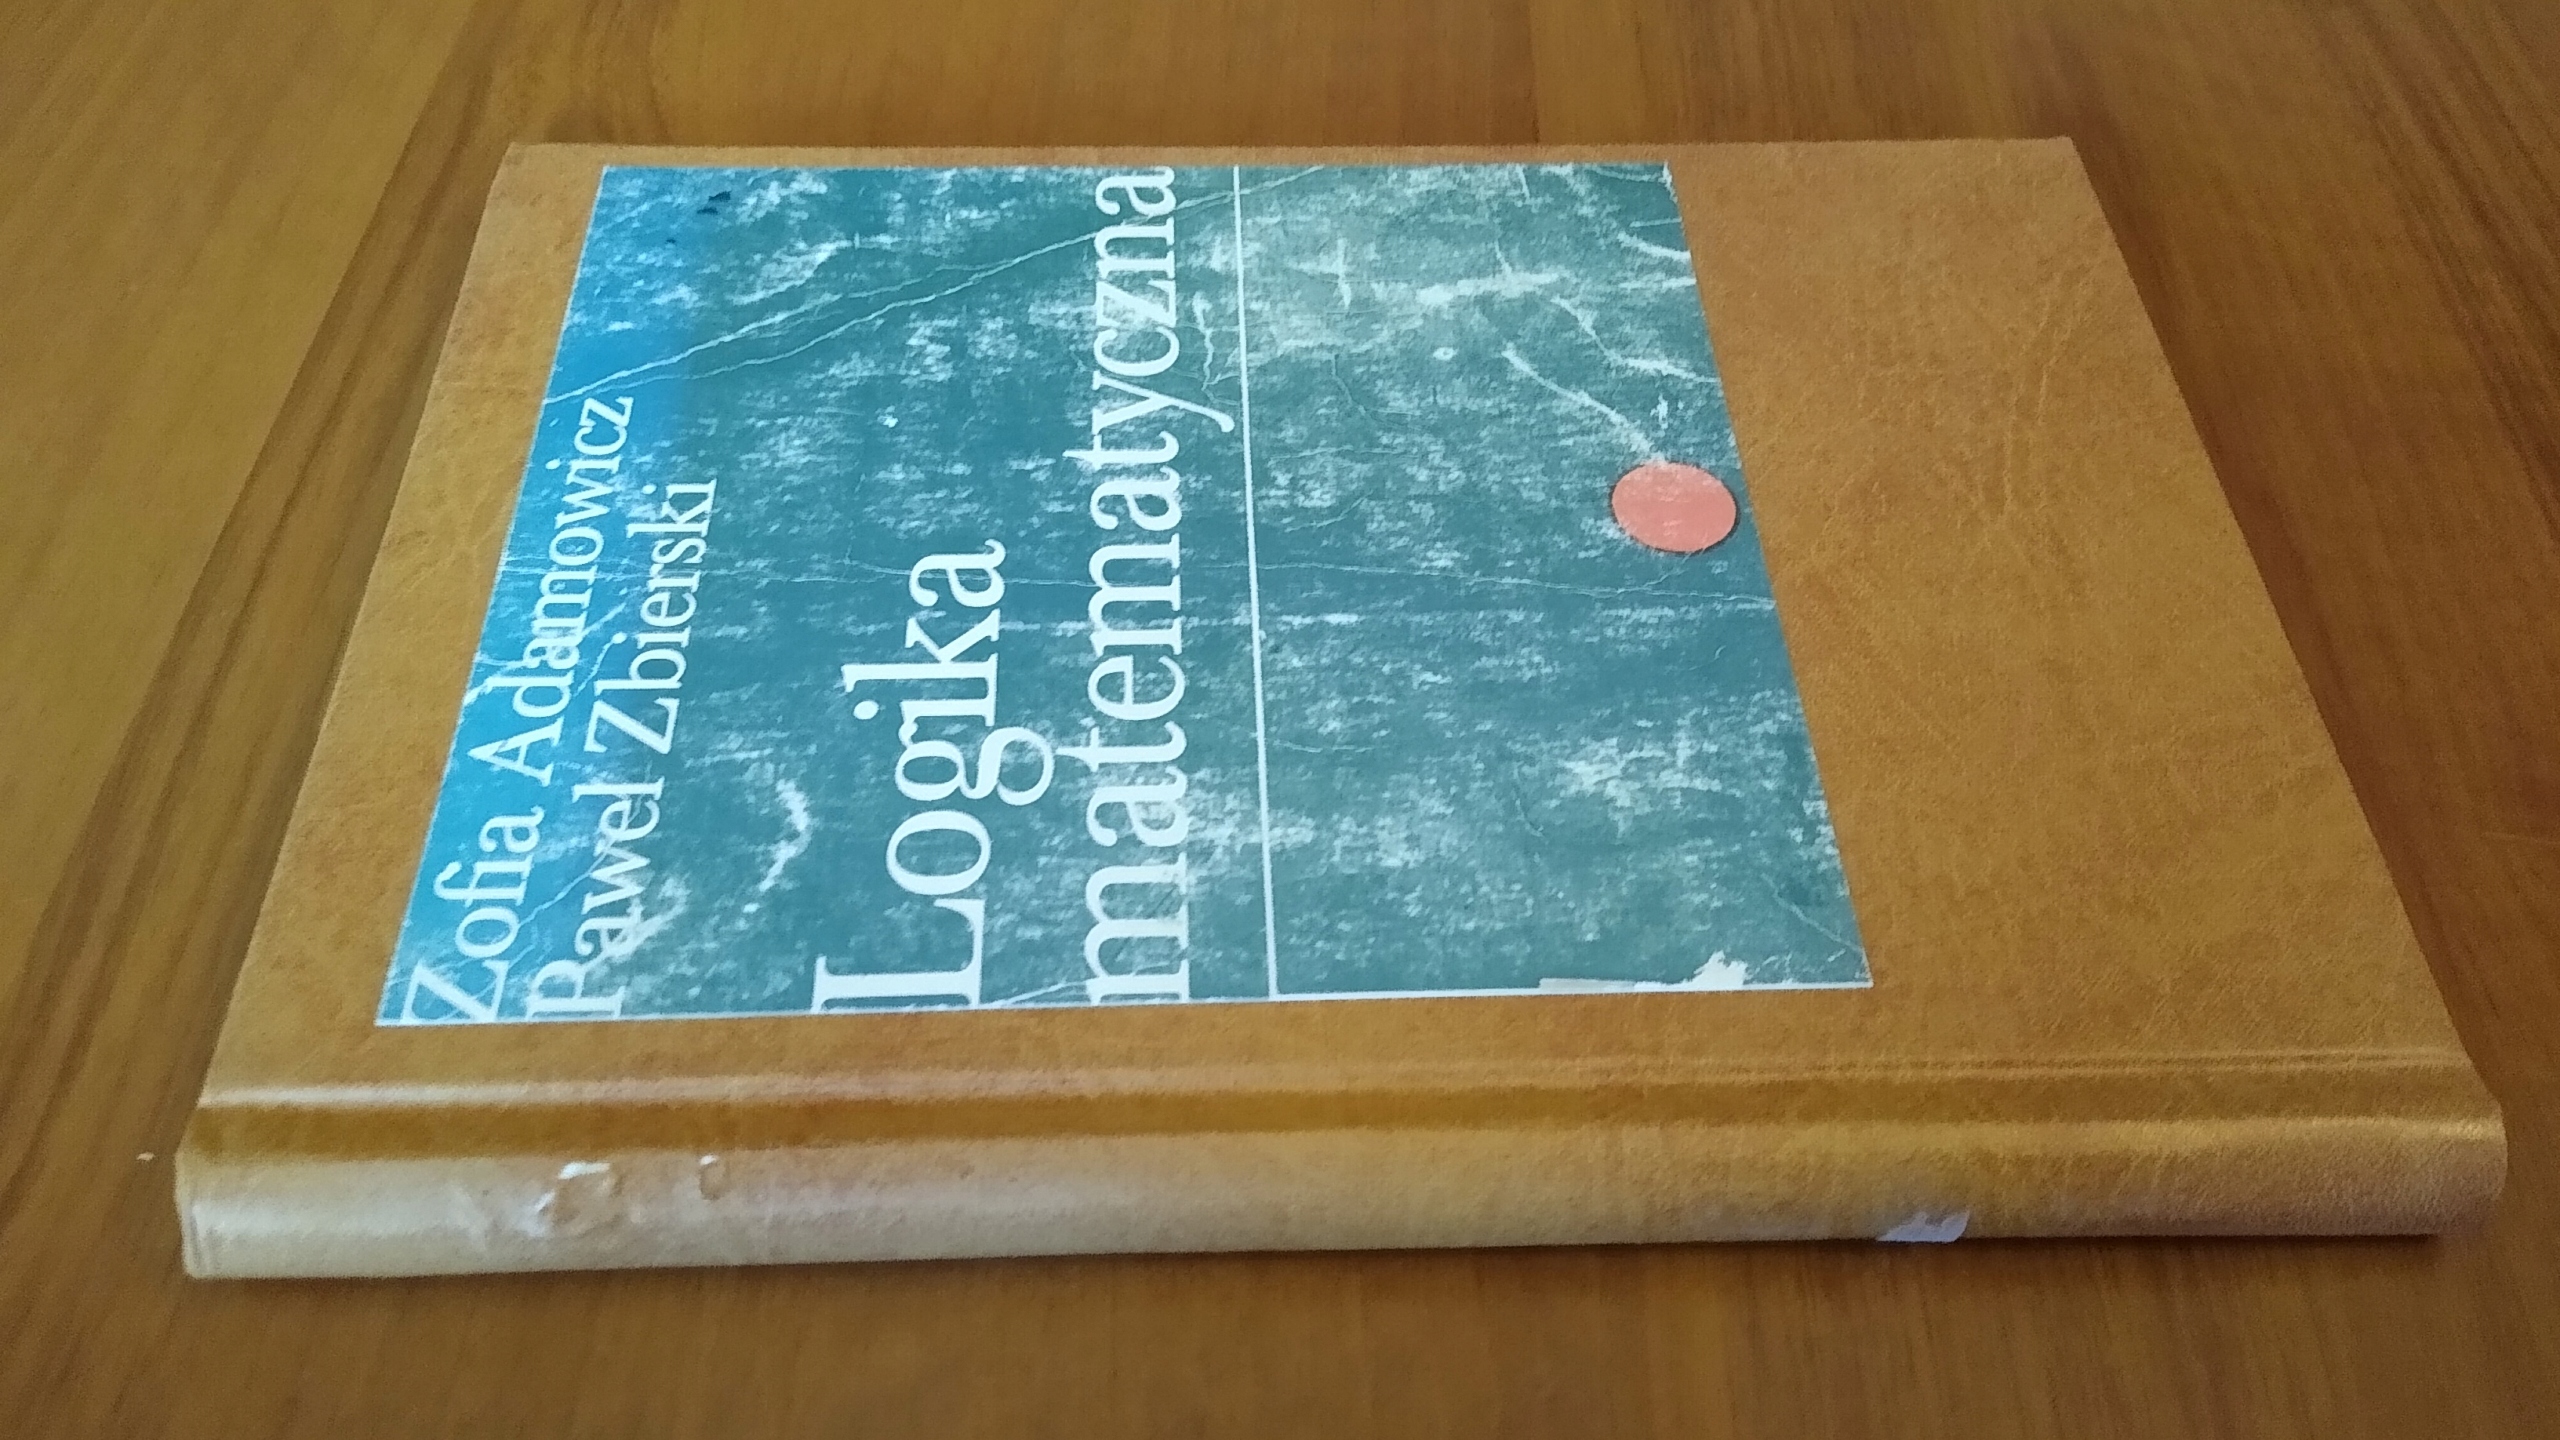 Zofia Adamowicz
Paweł Zbierski
Logika
matematyczna